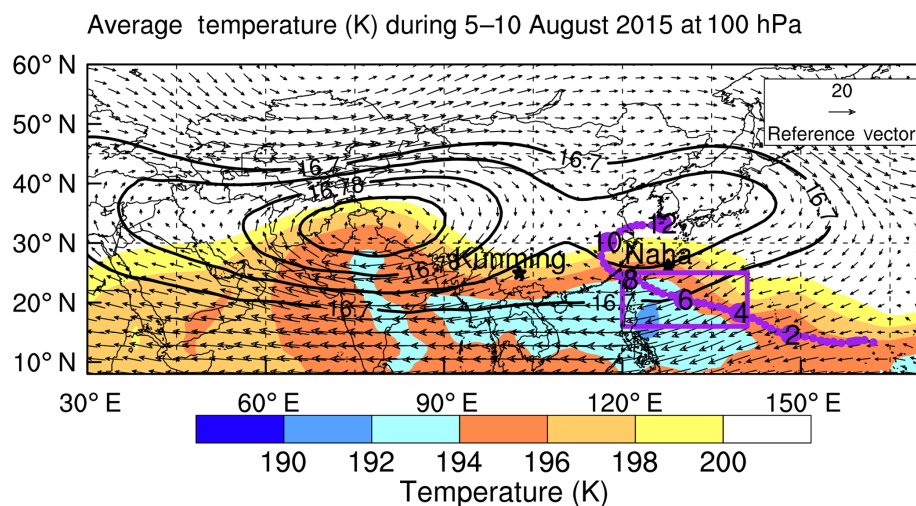 Average temperature (K) during 5–10 August 2015 at 100 hPa
60° N
50° N
40° N
30° N
20° N
10° N
20
Reference vector
16.7
16.7
16.7
16.78
16.7
16.7
Kunming
Naha
12
10
8
6
4
2
30° E
60° E
90° E
120° E
150° E
190
192
194
196
198
200
Temperature (K)